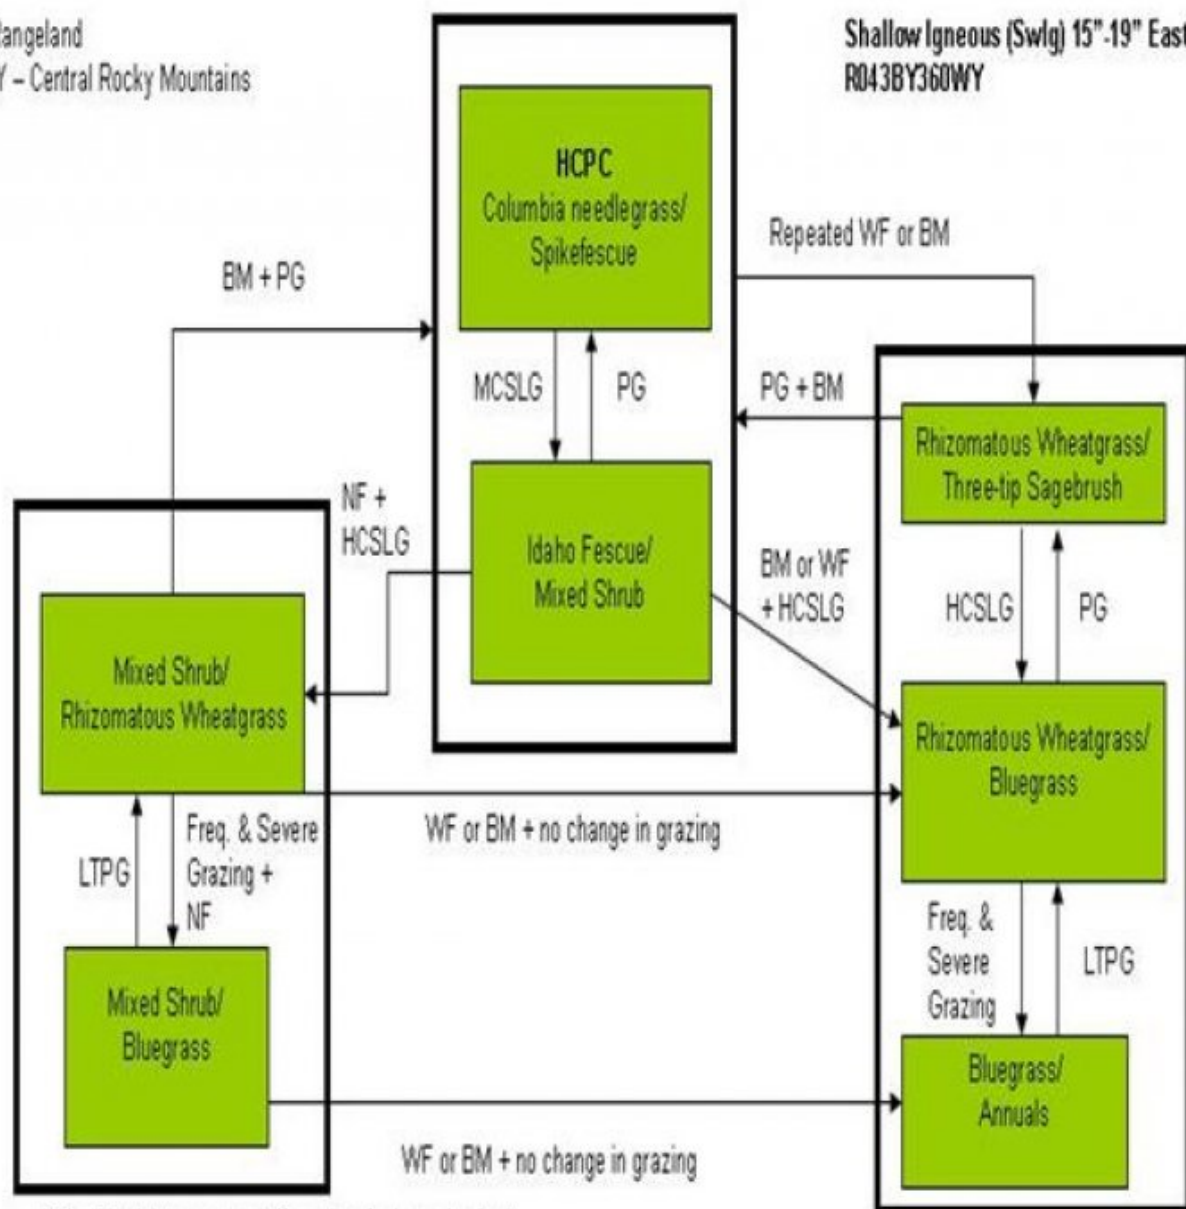 Rangeland
Y – Central Rocky Mountains
Shallow Igneous (SwIg) 15”-19” East
R043BY360WY
HCPC
Columbia needlegrass/
Spikefescue
Repeated WF or BM
BM + PG
MCSLG
PG
PG + BM
Rhizomatous Wheatgrass/
Three-tip Sagebrush
NF +
HCSLG
Idaho Fescue/
Mixed Shrub
BM or WF
+ HCSLG
HCSLG
PG
Mixed Shrub/
Rhizomatous Wheatgrass
Rhizomatous Wheatgrass/
Bluegrass
WF or BM + no change in grazing
LTPG
Freq. & Severe
Grazing +
NF
Freq. &
Severe
Grazing
LTPG
Mixed Shrub/
Bluegrass
Bluegrass/
Annuals
WF or BM + no change in grazing